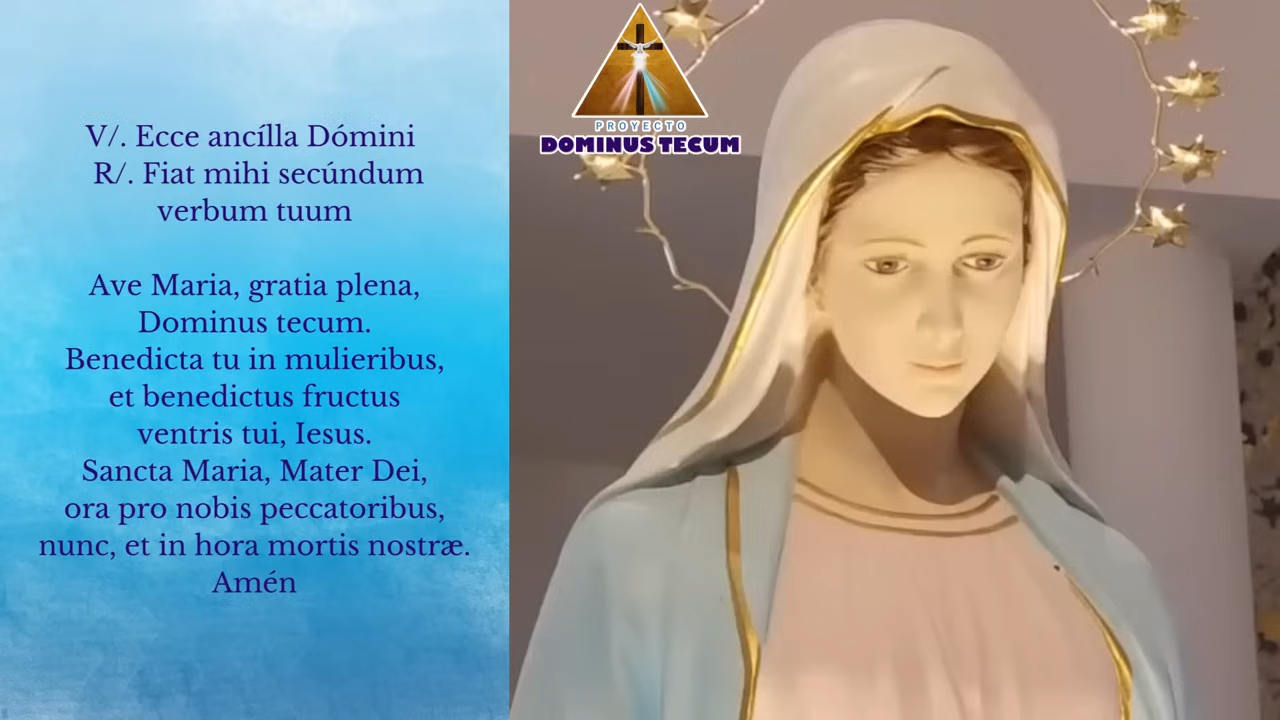 V/. Ecce ancílla Dómini
R/. Fiat mihi secúndum
verbum tuum
Ave Maria, gratia plena,
Dominus tecum.
Benedicta tu in mulieribus,
et benedictus fructus
ventris tui, Iesus.
Sancta Maria, Mater Dei,
ora pro nobis peccatoribus,
nunc, et in hora mortis nostræ.
Amén
PROYECTO
DOMINUS TECUM